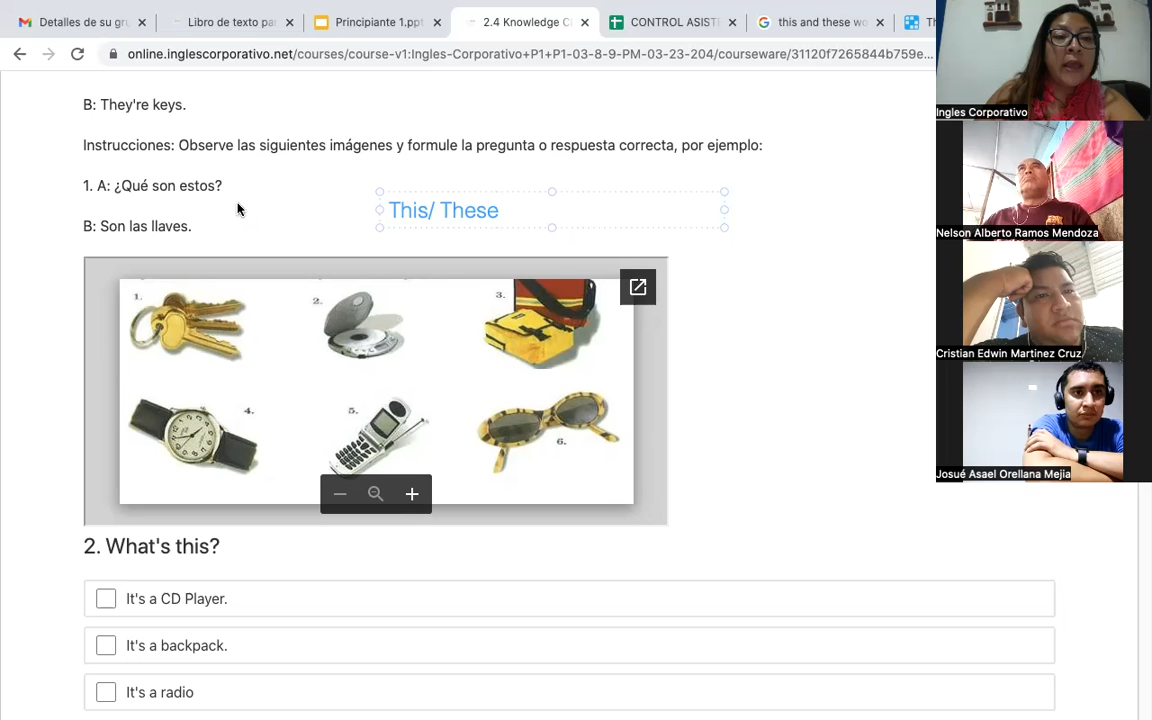 Detalles de su gru
Libro de texto pa
Principiante 1.ppt
2.4 Knowledge C
CONTROL ASIST
this and these wo
Th
online.inglescorporativo.net/courses/course-v1:Ingles-Corporativo+P1+P1-03-8-9-PM-03-23-204/courseware/31120f7265844b759e...
B: They're keys.
Instrucciones: Observe las siguientes imágenes y formule la pregunta o respuesta correcta, por ejemplo:
1. A: ¿Qué son estos?
This/ These
B: Son las llaves.
1.
2.
3.
4.
5.
6.
2. What's this?
It's a CD Player.
It's a backpack.
It's a radio
Ingles Corporativo
Nelson Alberto Ramos Mendoza
Cristian Edwin Martinez Cruz
Josué Asael Orellana Mejia